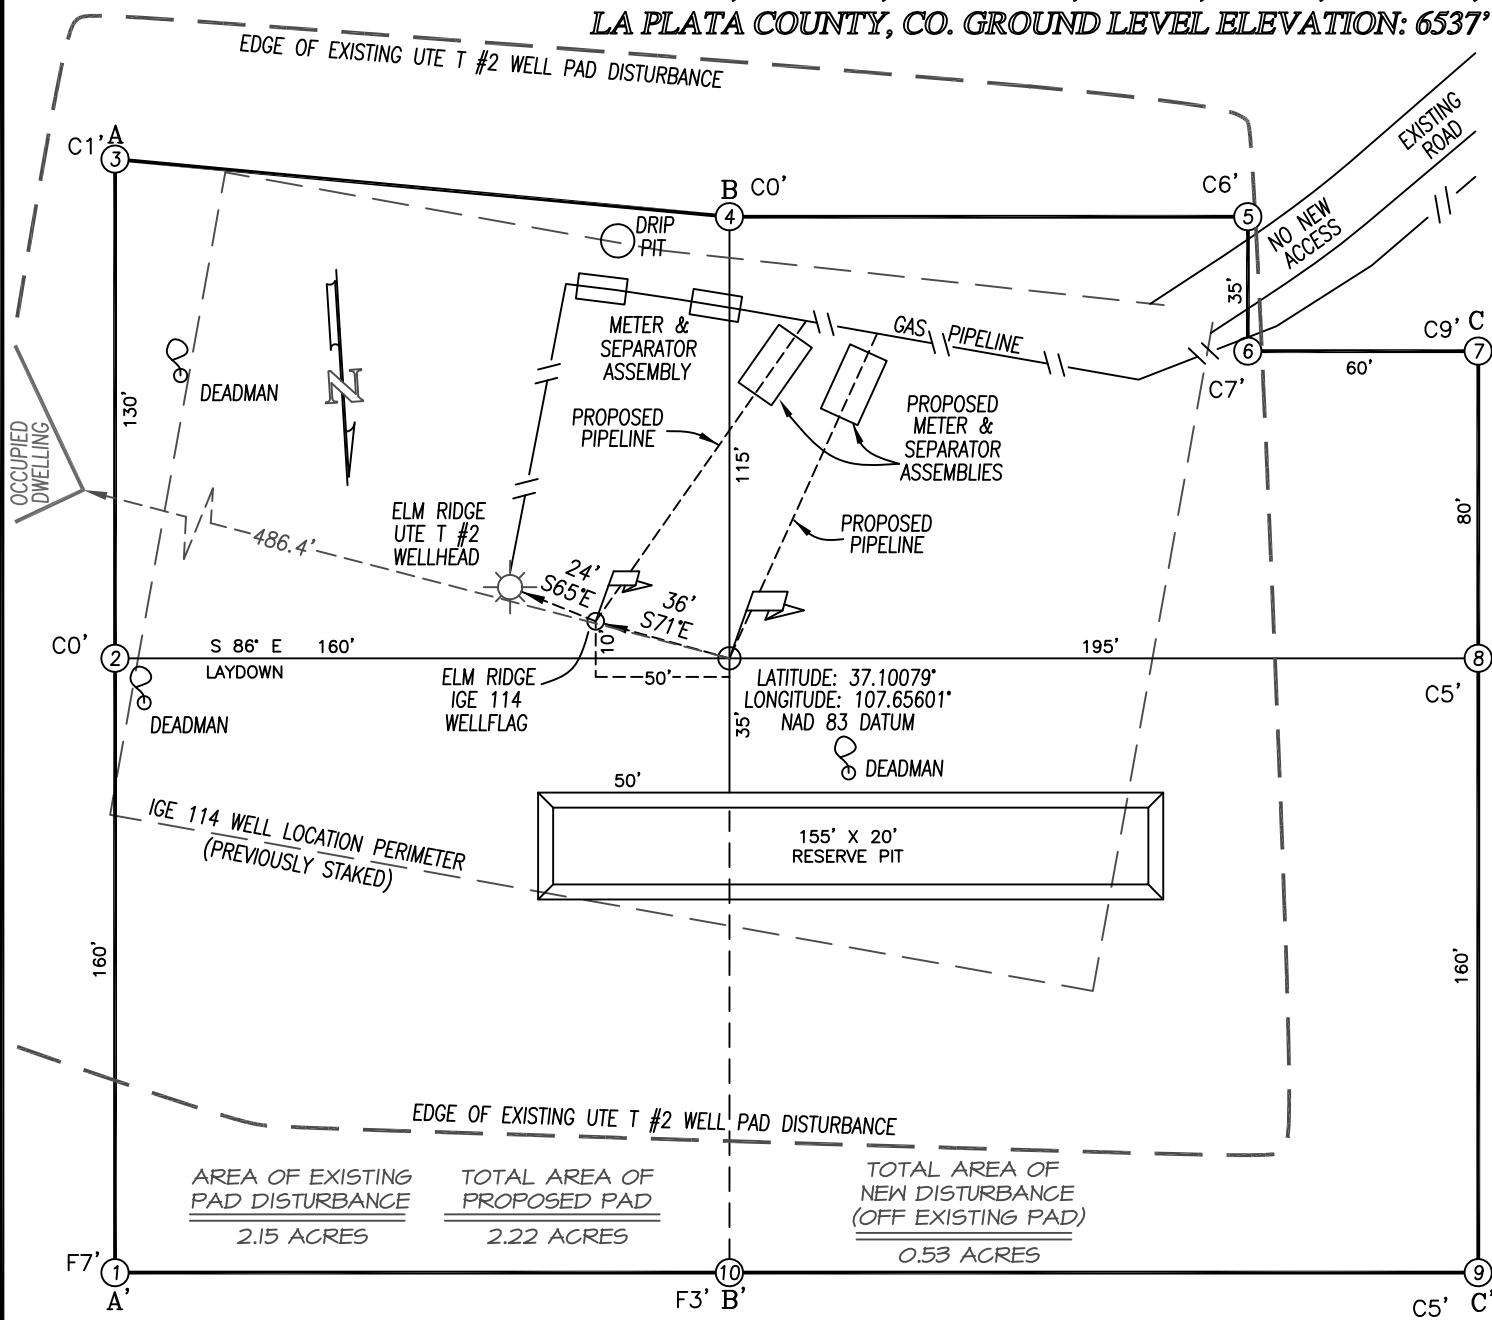 LA PLATA COUNTY, CO. GROUND LEVEL ELEVATION: 6537'
EDGE OF EXISTING UTE T #2 WELL PAD DISTURBANCE
EXISTING
ROAD
A
C1'
3
B
C0'
4
C6'
5
NO NEW
ACCESS
DRIP
PIT
35'
METER &
SEPARATOR
ASSEMBLY
GAS PIPELINE
C9'
C
6
7
C7'
60'
DEADMAN
N
130'
PROPOSED
PIPELINE
PROPOSED
METER &
SEPARATOR
ASSEMBLIES
OCCUPIED
DWELLING
115'
80'
ELM RIDGE
UTE T #2
WELLHEAD
PROPOSED
PIPELINE
486.4'
24'
S65°E
36'
S71°E
10'
C0'
2
S 86° E 160'
LAYDOWN
195'
8
C5'
DEADMAN
ELM RIDGE
IGE 114
WELLFLAG
50'
LATITUDE: 37.10079°
LONGITUDE: 107.65601°
NAD 83 DATUM
35'
DEADMAN
50'
155' X 20'
RESERVE PIT
IGE 114 WELL LOCATION PERIMETER
(PREVIOUSLY STAKED)
160'
160'
EDGE OF EXISTING UTE T #2 WELL PAD DISTURBANCE
AREA OF EXISTING
PAD DISTURBANCE
2.15 ACRES
TOTAL AREA OF
PROPOSED PAD
2.22 ACRES
TOTAL AREA OF
NEW DISTURBANCE
(OFF EXISTING PAD)
0.53 ACRES
F7'
1
A'
10
F3'
B'
9
C5'
C'